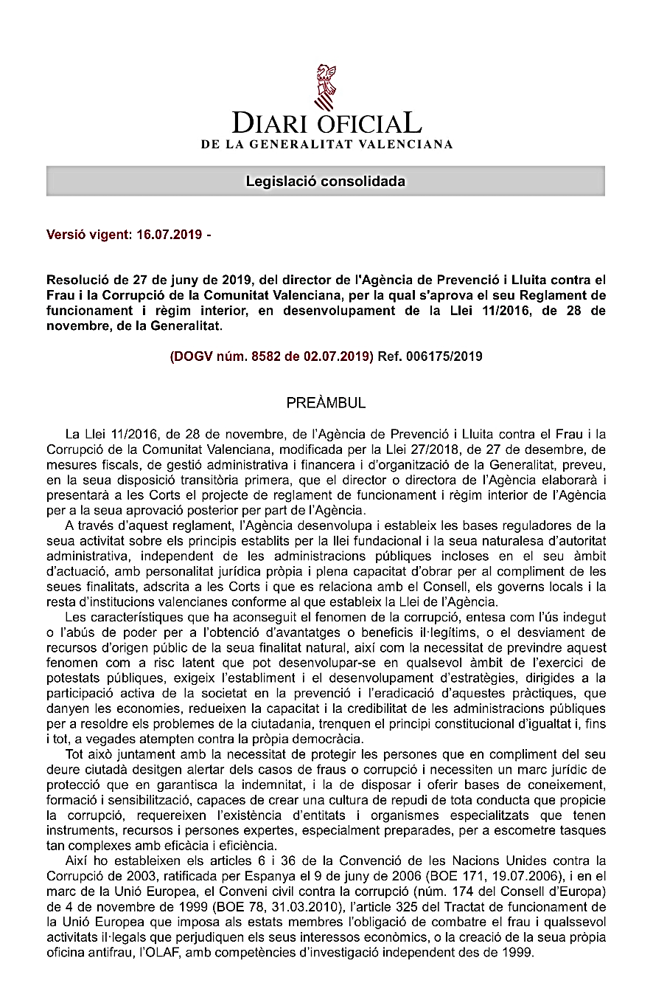 DIARI OFICIAL
DE LA GENERALITAT VALENCIANA
Legislació consolidada
Versió vigent: 16.07.2019 -
Resolució de 27 de juny de 2019, del director de l'Agència de Prevenció i Lluita contra el
Frau i la Corrupció de la Comunitat Valenciana, per la qual s'aprova el seu Reglament de
funcionament i règim interior, en desenvolupament de la Llei 11/2016, de 28 de
novembre, de la Generalitat.
(DOGV núm. 8582 de 02.07.2019) Ref. 006175/2019
PREÀMBUL
La Llei 11/2016, de 28 de novembre, de l’Agència de Prevenció i Lluita contra el Frau i la
Corrupció de la Comunitat Valenciana, modificada per la Llei 27/2018, de 27 de desembre, de
mesures fiscals, de gestió administrativa i financera i d’organització de la Generalitat, preveu,
en la seua disposició transitòria primera, que el director o directora de l’Agència elaborarà i
presentarà a les Corts el projecte de reglament de funcionament i règim interior de l’Agència
per a la seua aprovació posterior per part de l’Agència.
A través d’aquest reglament, l’Agència desenvolupa i estableix les bases reguladores de la
seua activitat sobre els principis establits per la llei fundacional i la seua naturalesa d’autoritat
administrativa, independent de les administracions públiques incloses en el seu àmbit
d’actuació, amb personalitat jurídica pròpia i plena capacitat d’obrar per al compliment de les
seues finalitats, adscrita a les Corts i que es relaciona amb el Consell, els governs locals i la
resta d’institucions valencianes conforme al que estableix la Llei de l’Agència.
Les característiques que ha aconseguit el fenomen de la corrupció, entesa com l’ús indegut
o l’abús de poder per a l’obtenció d’avantatges o beneficis il·legítims, o el desviament de
recursos d’origen públic de la seua finalitat natural, així com la necessitat de previndre aquest
fenomen com a risc latent que pot desenvolupar-se en qualsevol àmbit de l’exercici de
potestats públiques, exigeix l’establiment i el desenvolupament d’estratègies, dirigides a la
participació activa de la societat en la prevenció i l’eradicació d’aquestes pràctiques, que
danyen les economies, redueixen la capacitat i la credibilitat de les administracions públiques
per a resoldre els problemes de la ciutadania, trenquen el principi constitucional d’igualtat i, fins
i tot, a vegades atempten contra la pròpia democràcia.
Tot això juntament amb la necessitat de protegir les persones que en compliment del seu
deure ciutadà desitgen alertar dels casos de fraus o corrupció i necessiten un marc jurídic de
protecció que en garantisca la indemnitat, i la de disposar i oferir bases de coneixement,
formació i sensibilització, capaces de crear una cultura de repudi de tota conducta que propicie
la corrupció, requereixen l’existència d’entitats i organismes especialitzats que tenen
instruments, recursos i persones expertes, especialment preparades, per a escometre tasques
tan complexes amb eficàcia i eficiència.
Així ho estableixen els articles 6 i 36 de la Convenció de les Nacions Unides contra la
Corrupció de 2003, ratificada per Espanya el 9 de juny de 2006 (BOE 171, 19.07.2006), i en el
marc de la Unió Europea, el Conveni civil contra la corrupció (núm. 174 del Consell d’Europa)
de 4 de novembre de 1999 (BOE 78, 31.03.2010), l’article 325 del Tractat de funcionament de
la Unió Europea que imposa als estats membres l’obligació de combatre el frau i qualssevol
activitats il·legals que perjudiquen els seus interessos econòmics, o la creació de la seua pròpia
oficina antifrau, l’OLAF, amb competències d’investigació independent des de 1999.